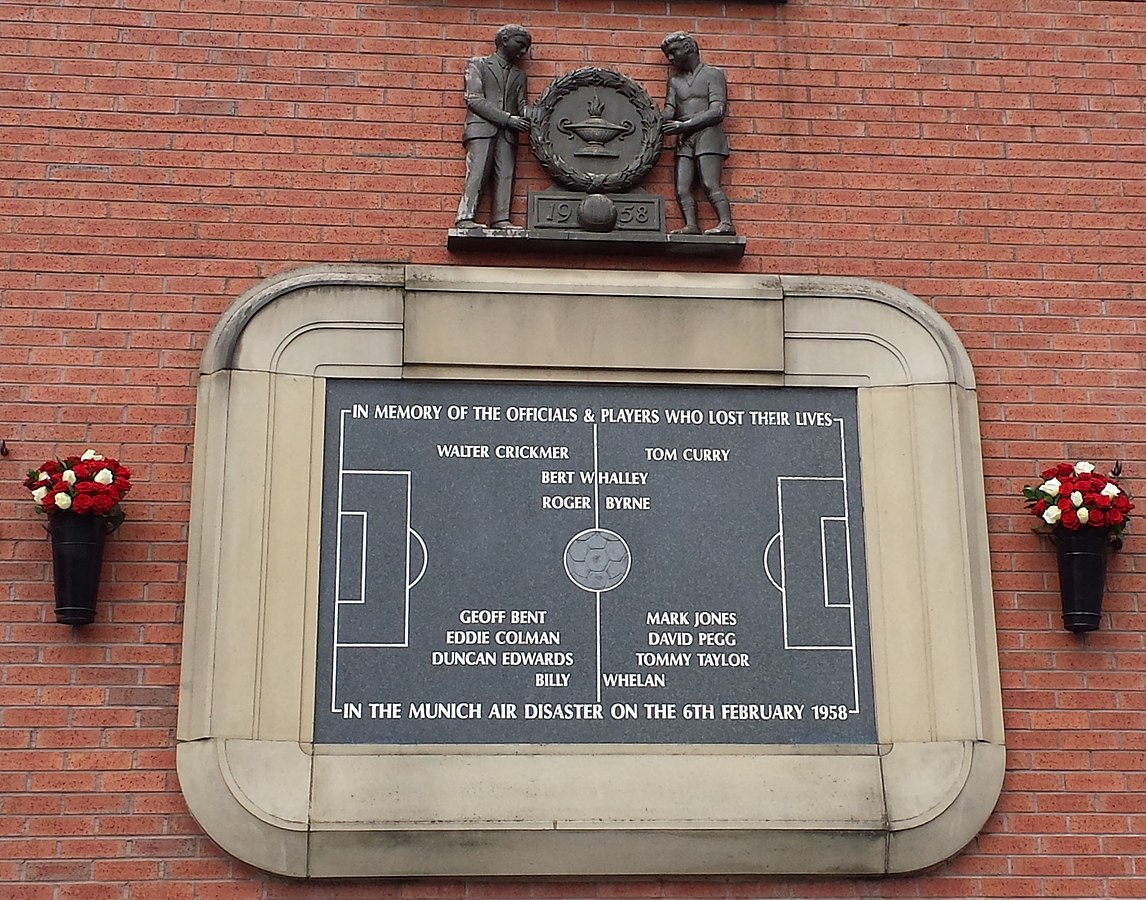 19 58
IN MEMORY OF THE OFFICIALS & PLAYERS WHO LOST THEIR LIVES
WALTER CRICKMER TOM CURRY
BERT WHALLEY
ROGER BYRNE
GEOFF BENT MARK JONES
EDDIE COLMAN DAVID PEGG
DUNCAN EDWARDS TOMMY TAYLOR
BILLY WHELAN
IN THE MUNICH AIR DISASTER ON THE 6TH FEBRUARY 1958